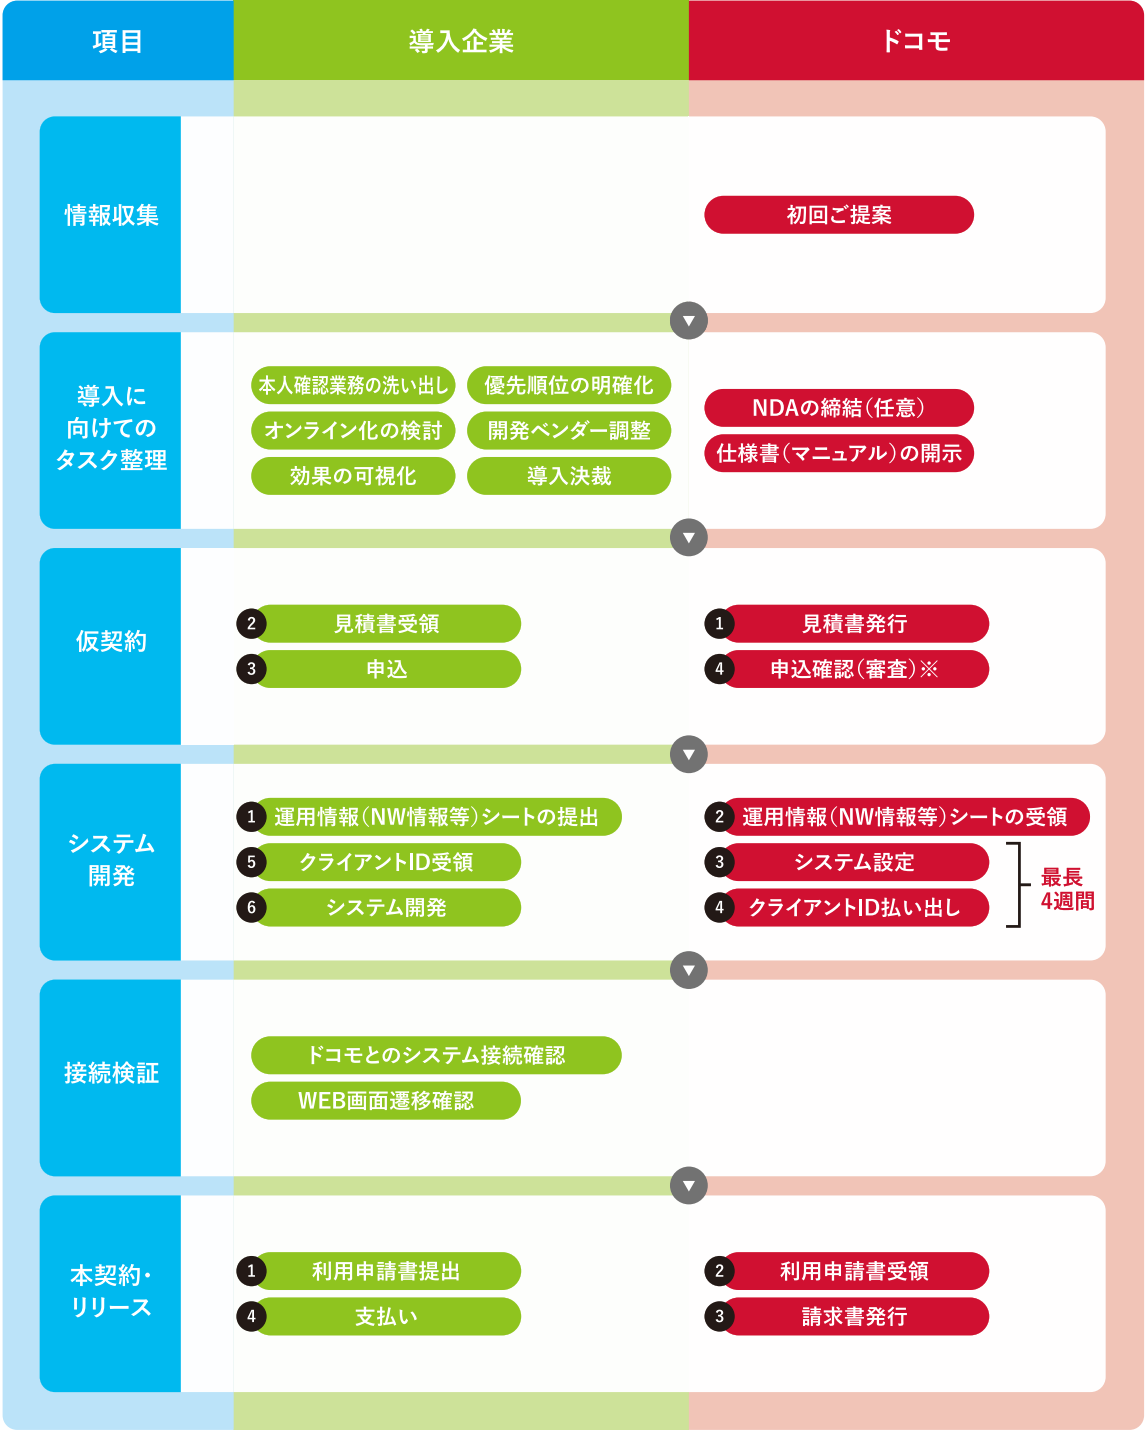 項目
導入企業
ドコモ
情報収集
初回ご提案
導入に
向けての
タスク整理
本人確認業務の洗い出し
優先順位の明確化
オンライン化の検討
開発ベンダー調整
効果の可視化
導入決裁
NDAの締結（任意）
仕様書（マニュアル）の開示
仮契約
2 見積書受領
3 申込
1 見積書発行
4 申込確認（審査）※
システム
開発
1 運用情報（NW情報等）シートの提出
5 クライアントID受領
6 システム開発
2 運用情報（NW情報等）シートの受領
3 システム設定
4 クライアントID払い出し
最長
4週間
接続検証
ドコモとのシステム接続確認
WEB画面遷移確認
本契約・
リリース
1 利用申請書提出
4 支払い
2 利用申請書受領
3 請求書発行